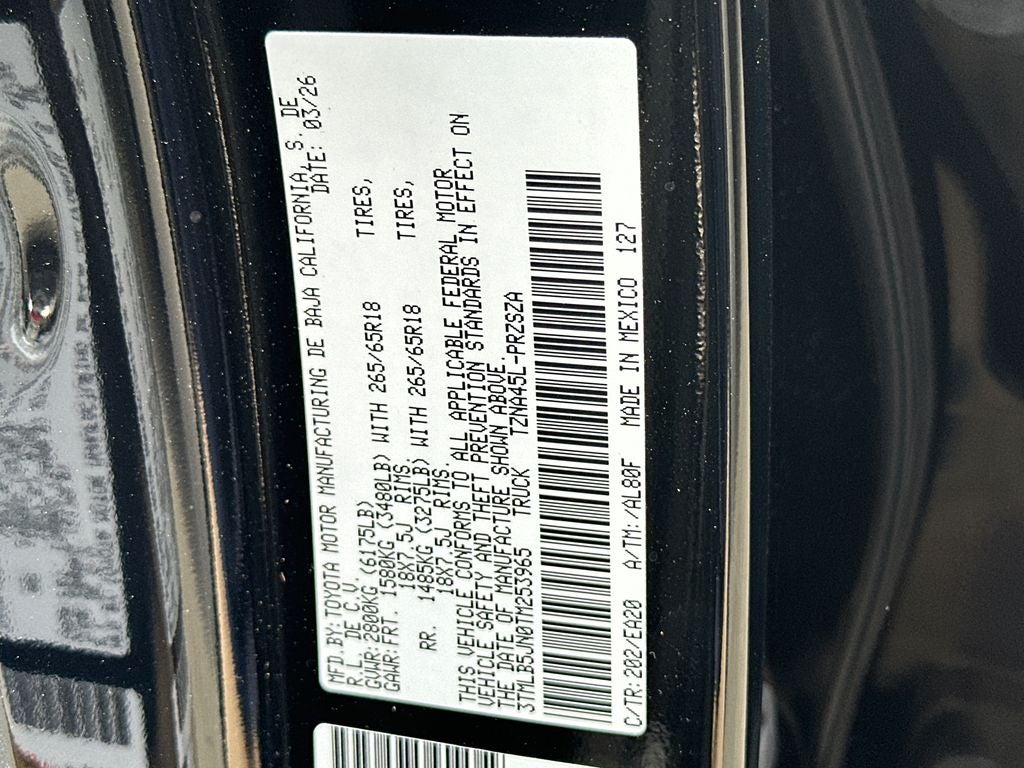 MFD.BY: TOYOTA MOTOR MANUFACTURING DE BAJA CALIFORNIA, S. DE
R.L. DE C.V. DATE: 03/26
GVWR: 2800KG (6175LB)
GAWR: FRT. 1580KG (3480LB) WITH 265/65R18 TIRES,
18X7.5J RIMS.
RR. 1485KG (3275LB) WITH 265/65R18 TIRES,
18X7.5J RIMS.
THIS VEHICLE CONFORMS TO ALL APPLICABLE FEDERAL MOTOR
VEHICLE SAFETY AND THEFT PREVENTION STANDARDS IN EFFECT ON
THE DATE OF MANUFACTURE SHOWN ABOVE.
3TMLB5JN0TM253965 TRUCK TZNA45L-PRZSZA
C/TR: 202/EA20 A/TM: /AL80F MADE IN MEXICO 127